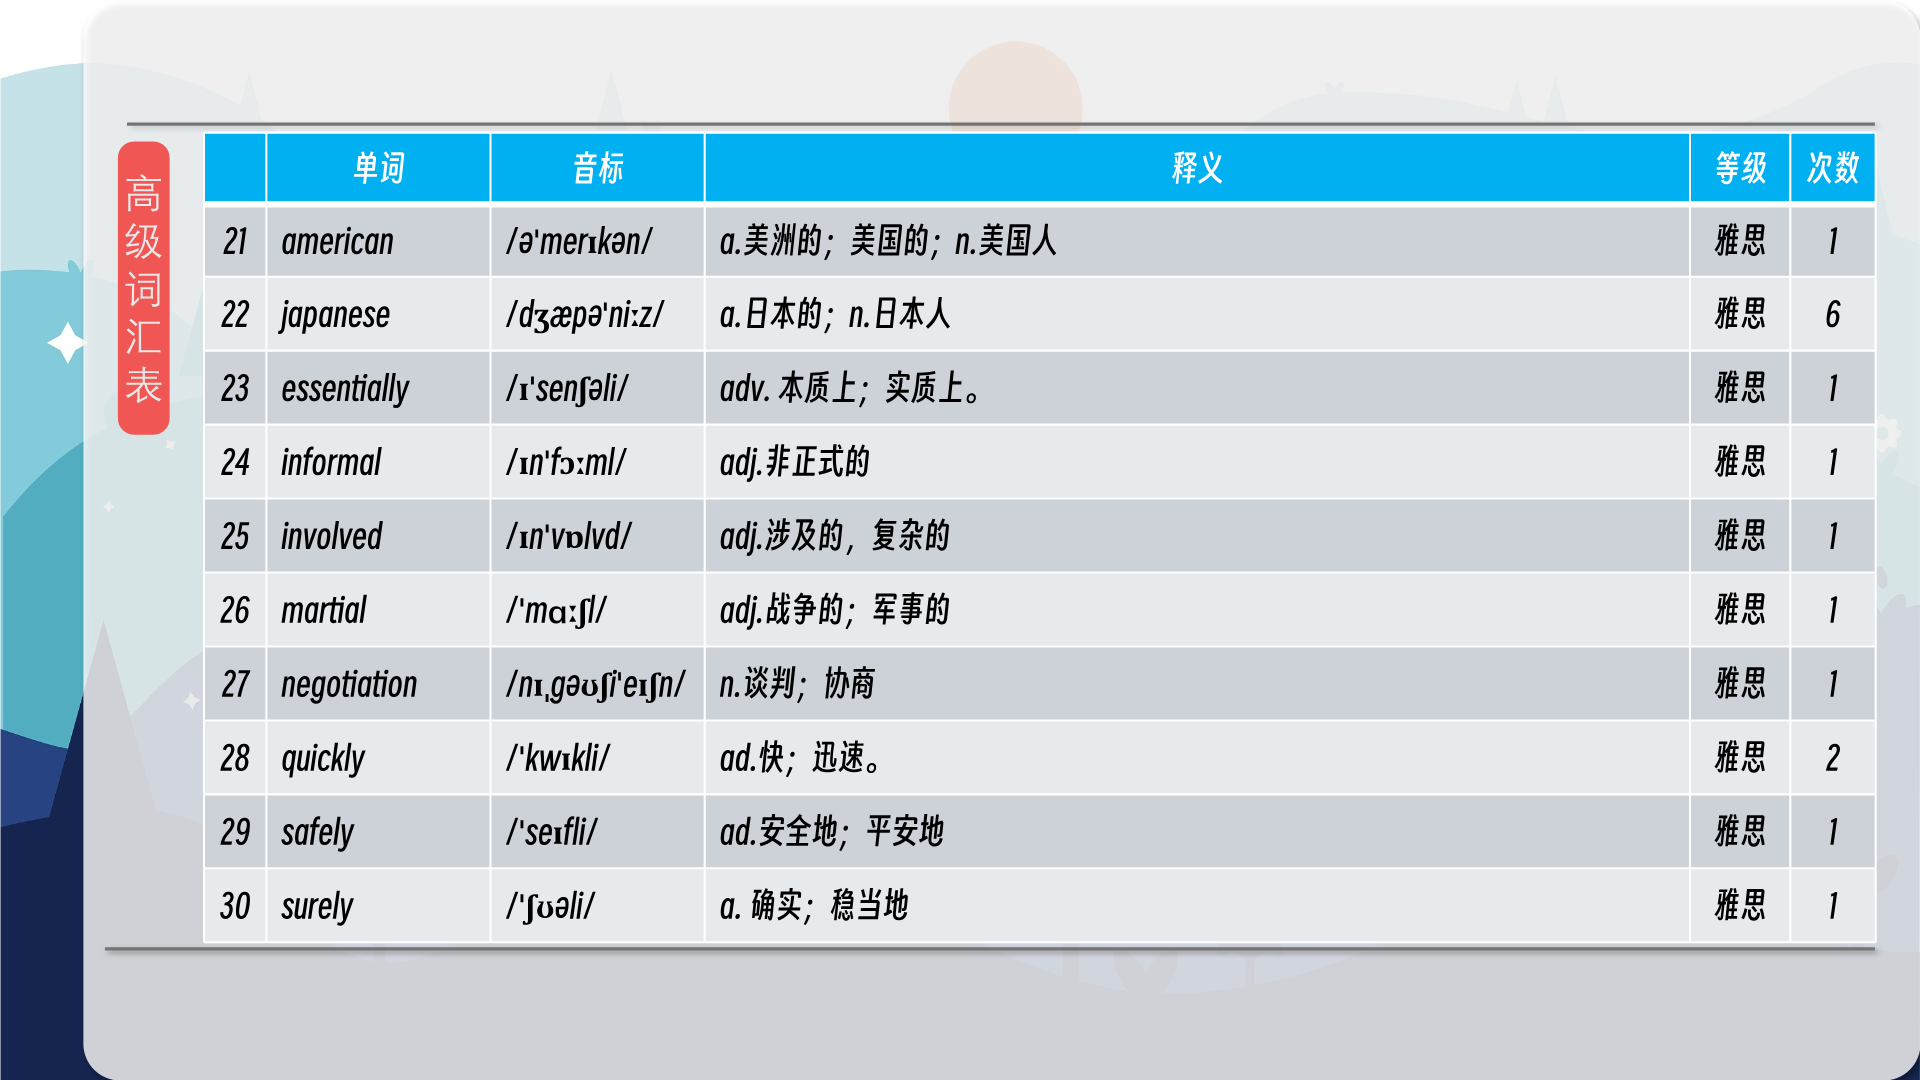 高级词汇表
单词 音标 释义 等级 次数
21 american /ə'merɪkən/ a.美洲的；美国的；n.美国人 雅思 1
22 japanese /dʒæpə'niːz/ a.日本的；n.日本人 雅思 6
23 essentially /ɪ'senʃəli/ adv. 本质上；实质上。 雅思 1
24 informal /ɪn'fɔːml/ adj.非正式的 雅思 1
25 involved /ɪn'vɒlvd/ adj.涉及的，复杂的 雅思 1
26 martial /'mɑːʃl/ adj.战争的；军事的 雅思 1
27 negotiation /nɪˌgəʊʃi'eɪʃn/ n.谈判；协商 雅思 1
28 quickly /'kwɪkli/ ad.快；迅速。 雅思 2
29 safely /'seɪfli/ ad.安全地；平安地 雅思 1
30 surely /'ʃʊəli/ a. 确实；稳当地 雅思 1